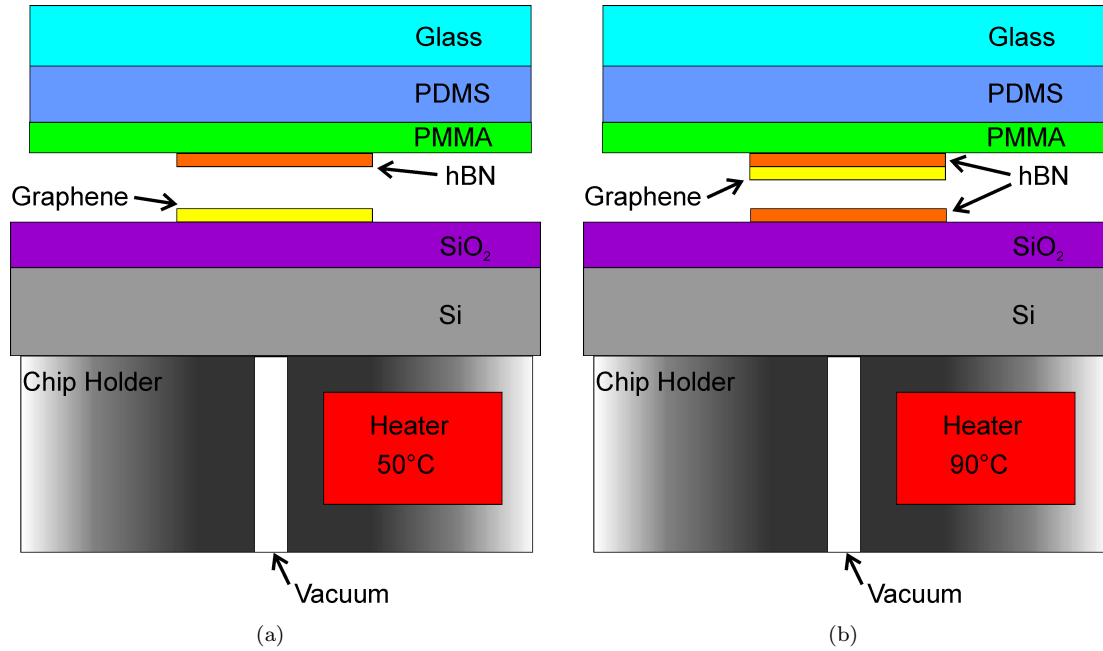 Glass
PDMS
PMMA
hBN
Graphene
SiO₂
Si
Chip Holder
Heater
50°C
Vacuum
(a)
Glass
PDMS
PMMA
hBN
Graphene
SiO₂
Si
Chip Holder
Heater
90°C
Vacuum
(b)